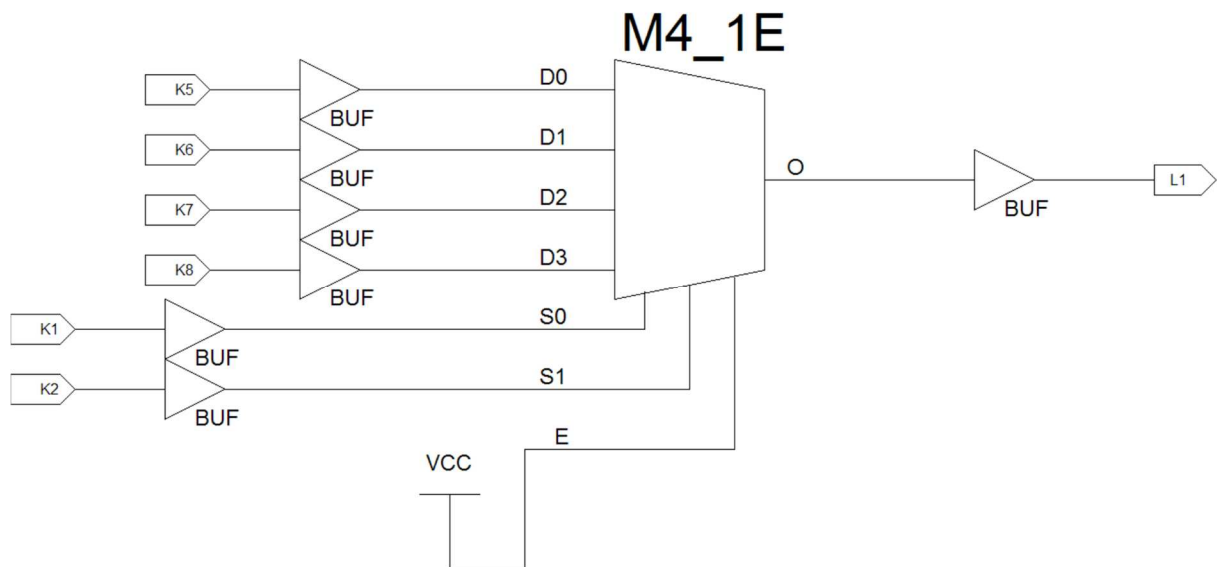 M4_1E
K5
BUF
D0
K6
BUF
D1
K7
BUF
D2
K8
BUF
D3
O
BUF
L1
K1
BUF
S0
K2
BUF
S1
E
VCC